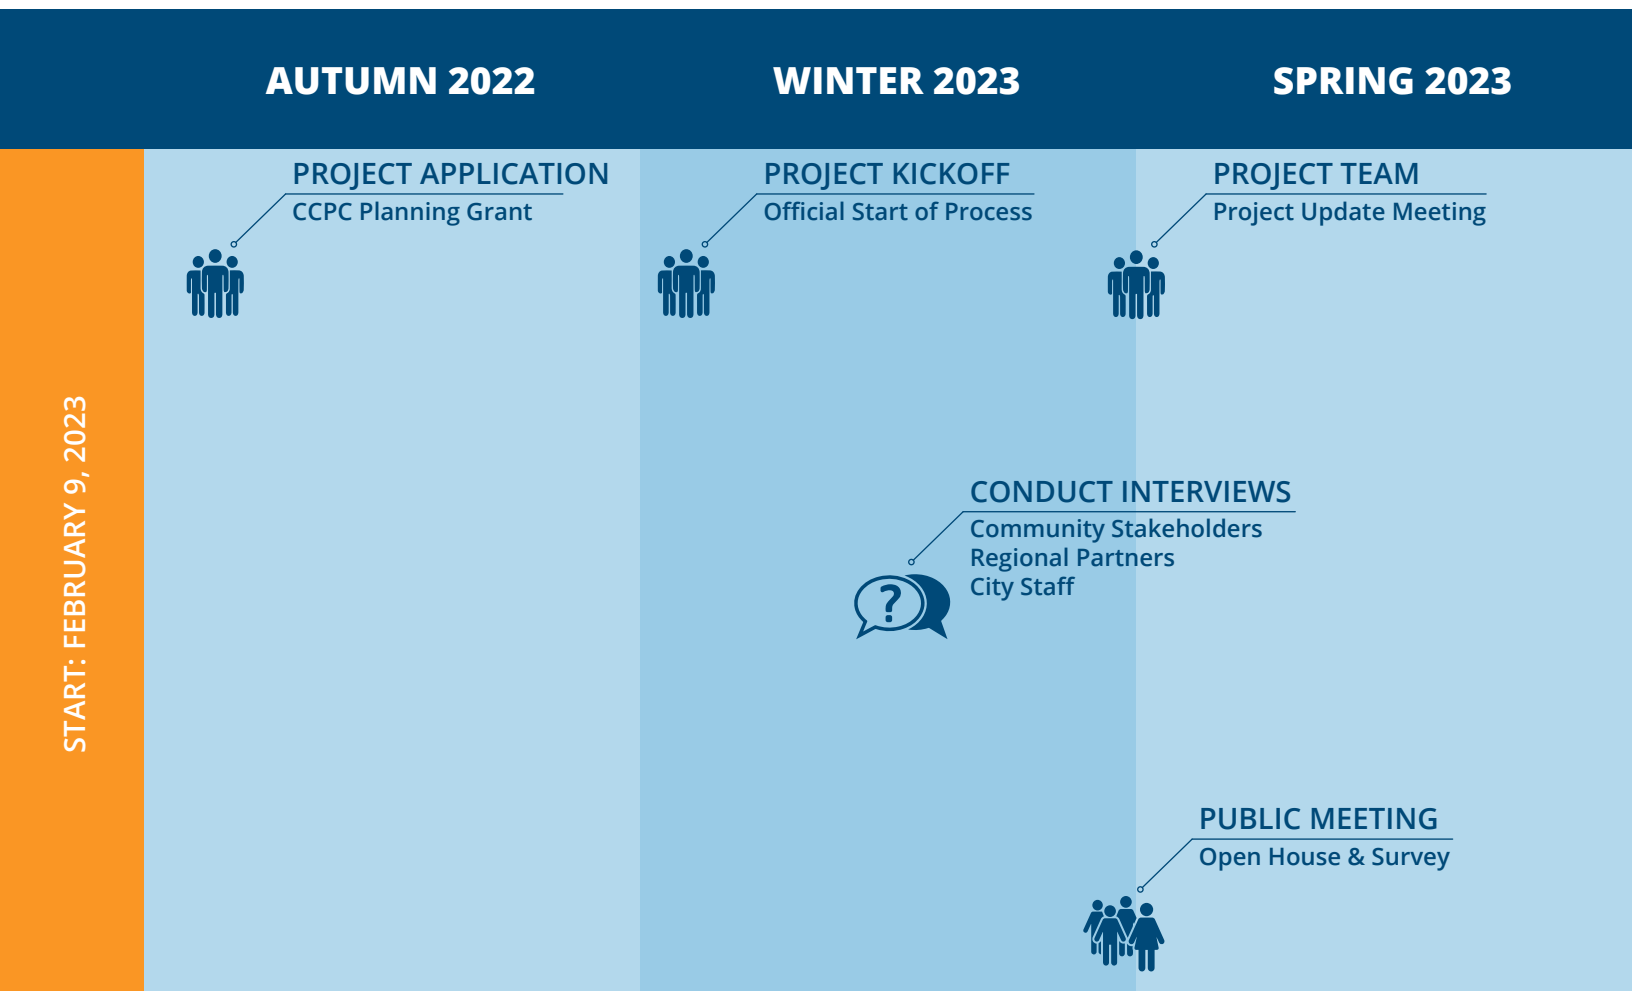 AUTUMN 2022
WINTER 2023
SPRING 2023
START: FEBRUARY 9, 2023
PROJECT APPLICATION
CCPC Planning Grant
PROJECT KICKOFF
Official Start of Process
PROJECT TEAM
Project Update Meeting
CONDUCT INTERVIEWS
Community Stakeholders
Regional Partners
City Staff
?
PUBLIC MEETING
Open House & Survey